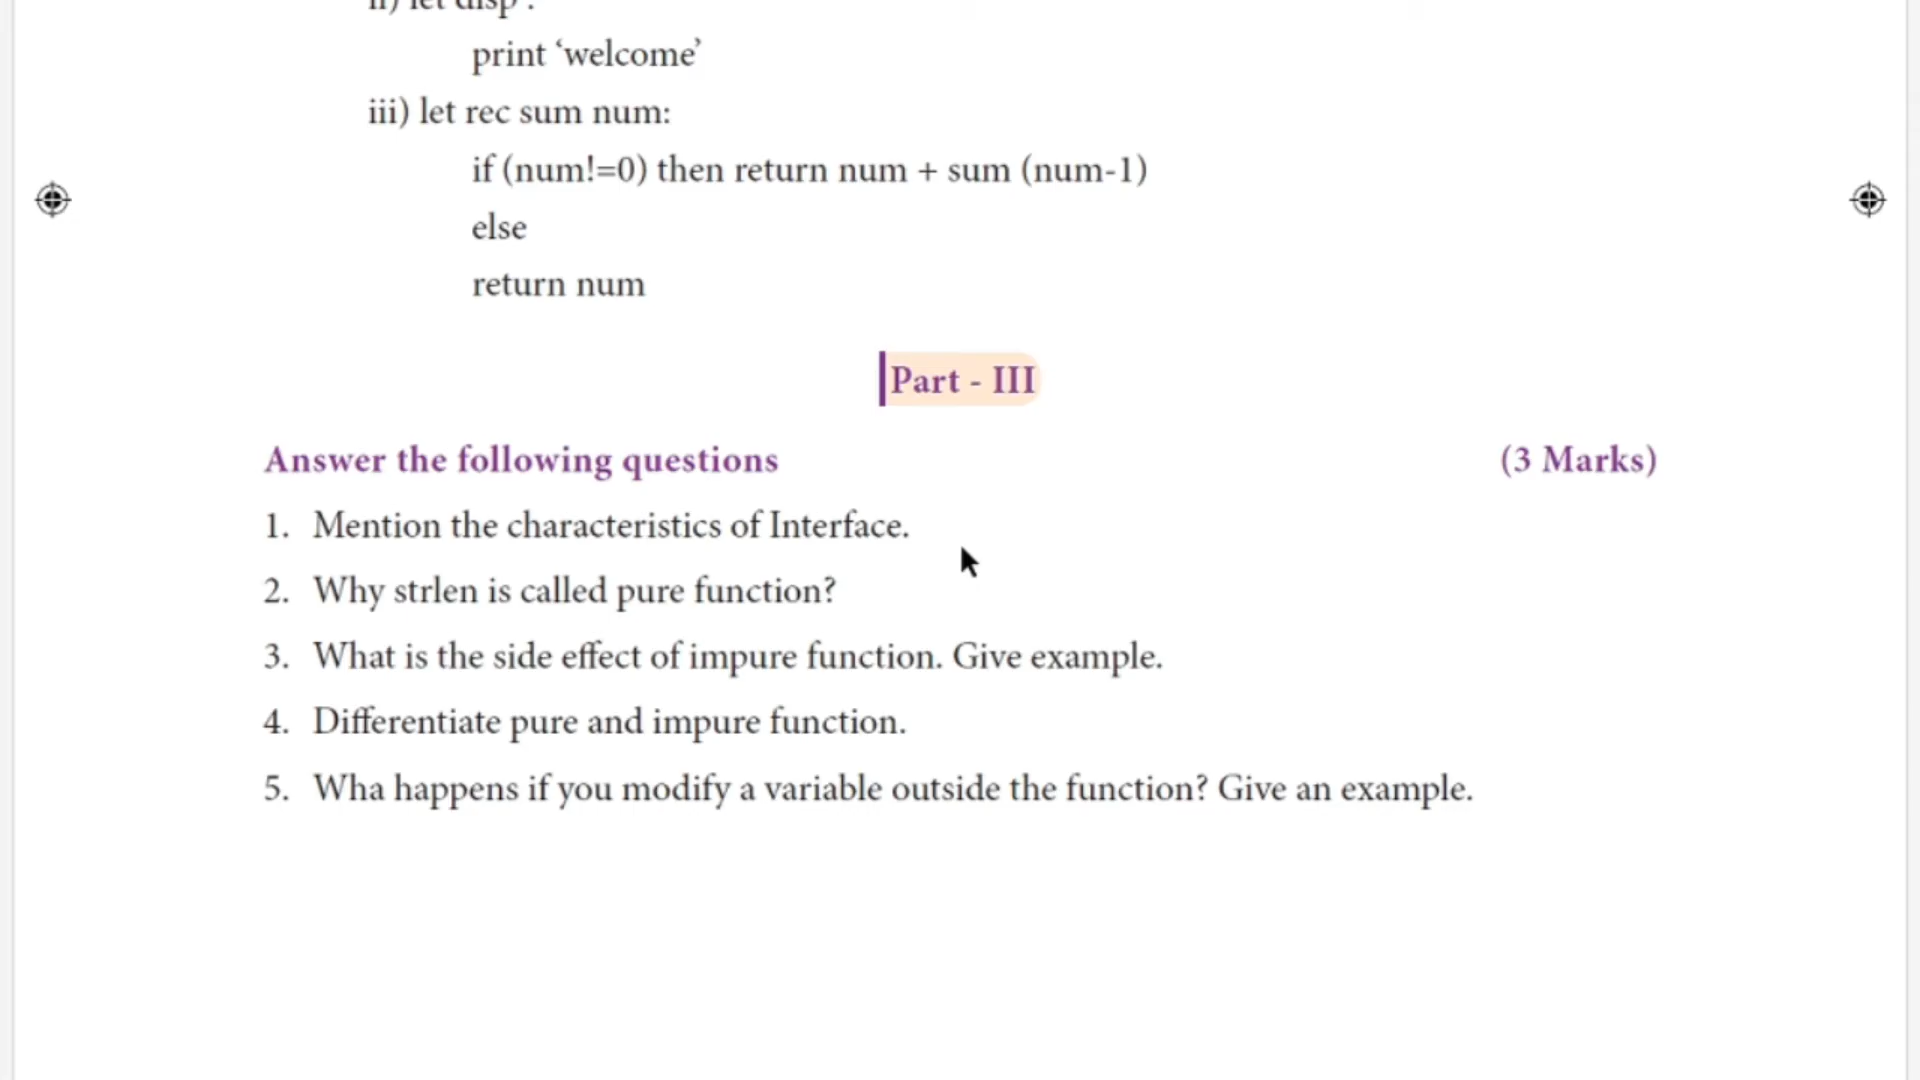 ii) let disp :
print ‘welcome’
iii) let rec sum num:
if (num!=0) then return num + sum (num-1)
else
return num
Part - III
Answer the following questions (3 Marks)
1. Mention the characteristics of Interface.
2. Why strlen is called pure function?
3. What is the side effect of impure function. Give example.
4. Differentiate pure and impure function.
5. Wha happens if you modify a variable outside the function? Give an example.